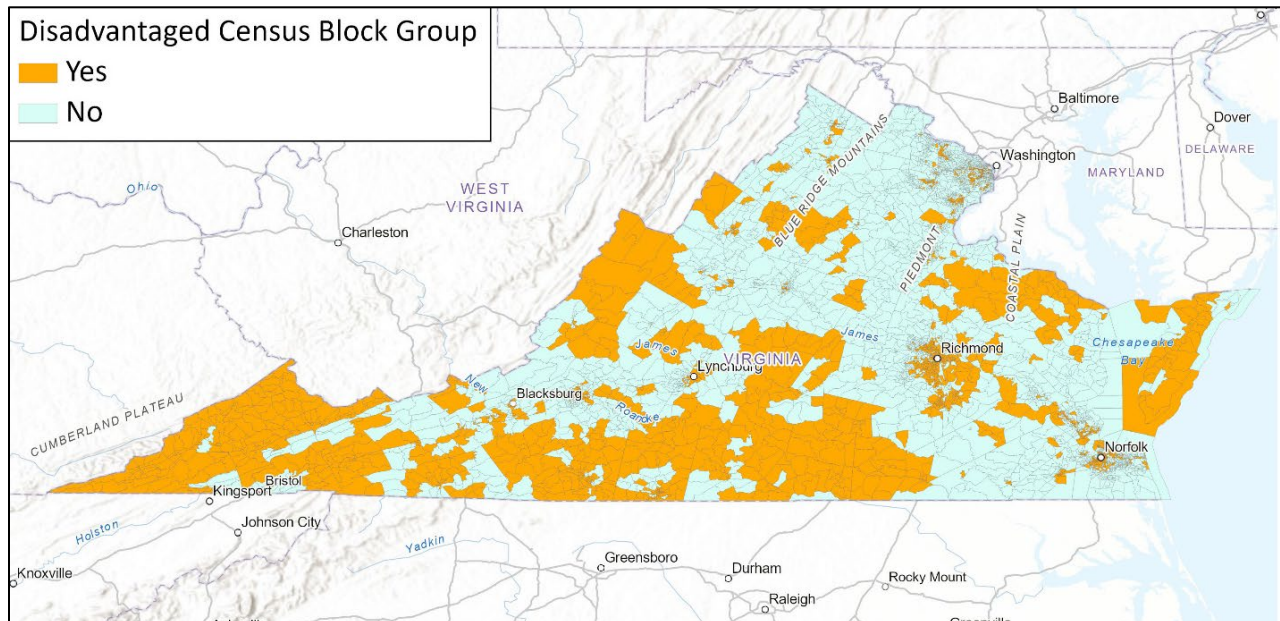 Disadvantaged Census Block Group
Yes
No
Baltimore
Dover
DELAWARE
Washington
MARYLAND
WEST
VIRGINIA
Ohio
BLUE RIDGE MOUNTAINS
Charleston
PIEDMONT
COASTAL PLAIN
James
James
Richmond
Chesapeake
Bay
VIRGINIA
Lynchburg
New
Blacksburg
Roanoke
CUMBERLAND PLATEAU
Norfolk
Bristol
Kingsport
Holston
Johnson City
Yadkin
Greensboro
Durham
Rocky Mount
Knoxville
Raleigh